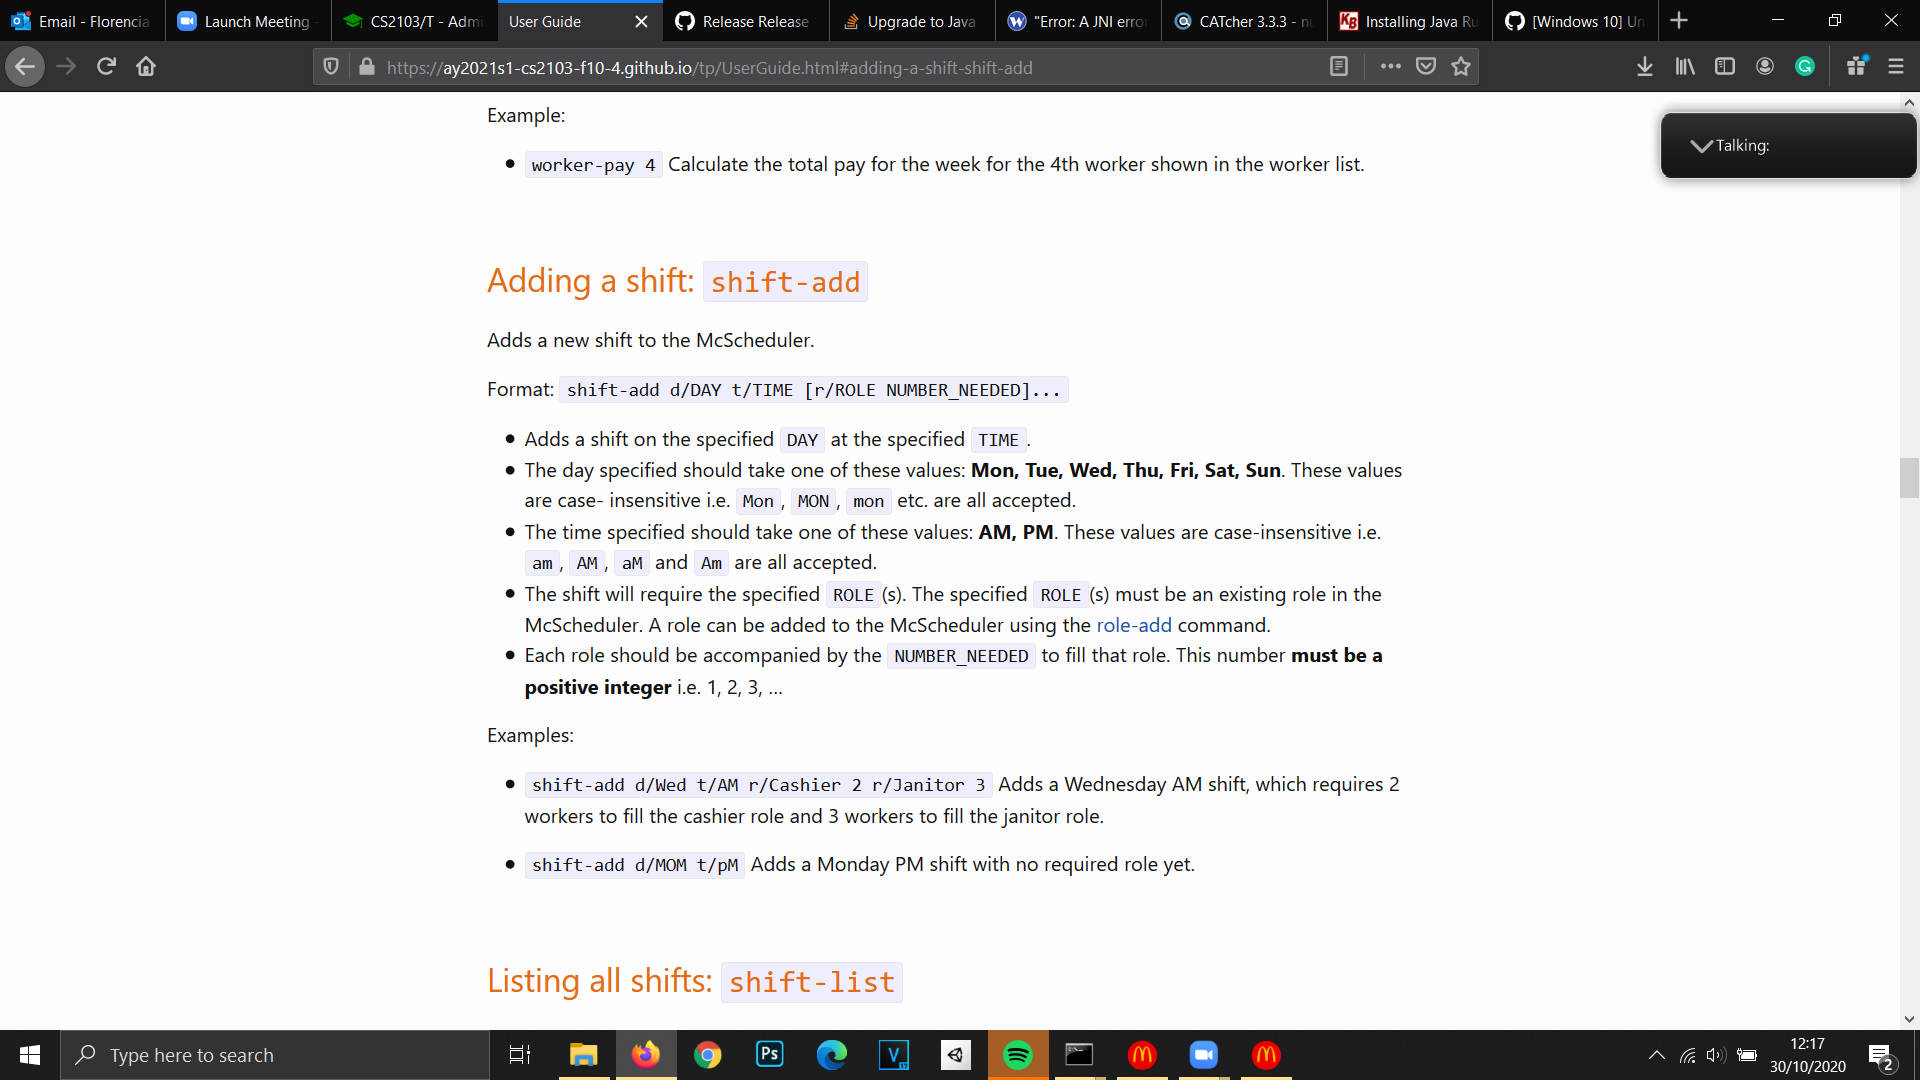 Email - Florencia
Launch Meeting -
CS2103/T - Admi
User Guide
Release Release
Upgrade to Java
"Error: A JNI erro
CATcher 3.3.3 - nu
Installing Java Ru
[Windows 10] Un
https://ay2021s1-cs2103-f10-4.github.io/tp/UserGuide.html#adding-a-shift-shift-add
Talking:
Example:
worker-pay 4 Calculate the total pay for the week for the 4th worker shown in the worker list.
Adding a shift: shift-add
Adds a new shift to the McScheduler.
Format: shift-add d/DAY t/TIME [r/ROLE NUMBER_NEEDED]...
Adds a shift on the specified DAY at the specified TIME.
The day specified should take one of these values: Mon, Tue, Wed, Thu, Fri, Sat, Sun. These values
are case- insensitive i.e. Mon, MON, mon etc. are all accepted.
The time specified should take one of these values: AM, PM. These values are case-insensitive i.e.
am, AM, aM and Am are all accepted.
The shift will require the specified ROLE(s). The specified ROLE(s) must be an existing role in the
McScheduler. A role can be added to the McScheduler using the role-add command.
Each role should be accompanied by the NUMBER_NEEDED to fill that role. This number must be a
positive integer i.e. 1, 2, 3, …
Examples:
shift-add d/Wed t/AM r/Cashier 2 r/Janitor 3 Adds a Wednesday AM shift, which requires 2
workers to fill the cashier role and 3 workers to fill the janitor role.
shift-add d/MOM t/pM Adds a Monday PM shift with no required role yet.
Listing all shifts: shift-list
Type here to search
Ps
V
12:17
30/10/2020
2